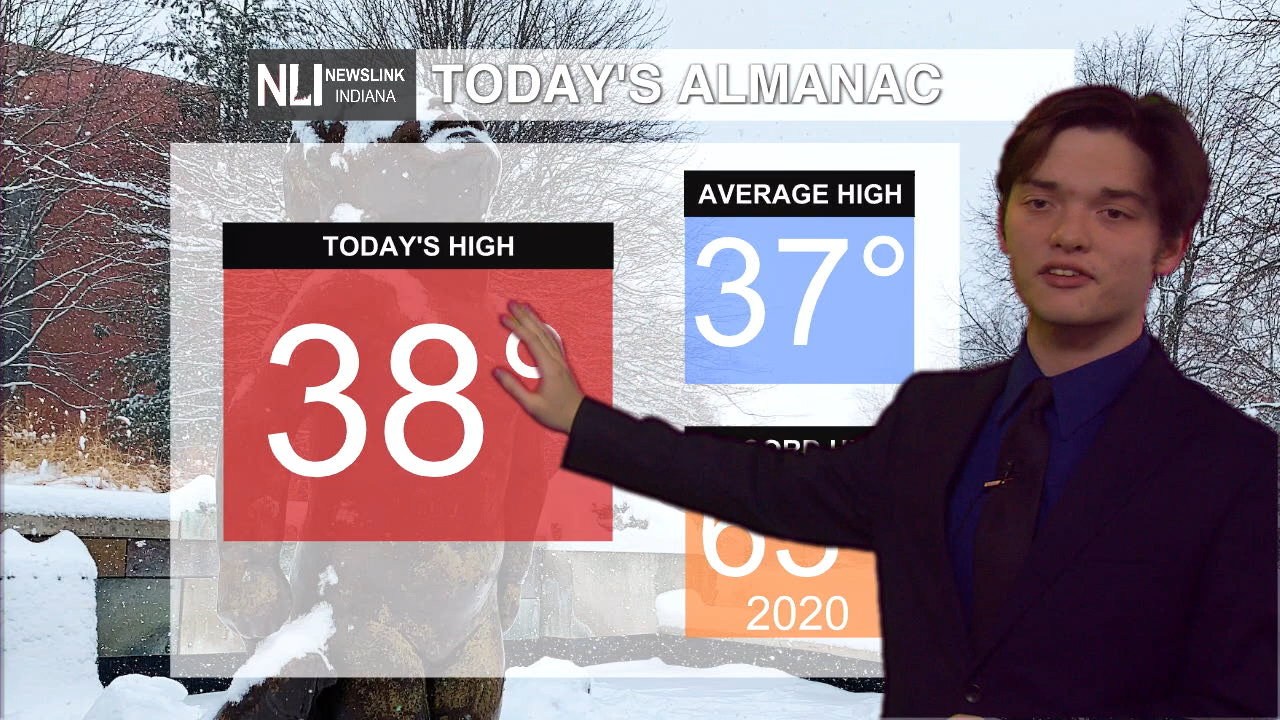 NLI NEWSLINK
INDIANA
TODAY'S ALMANAC
TODAY'S HIGH
38°
AVERAGE HIGH
37°
2020